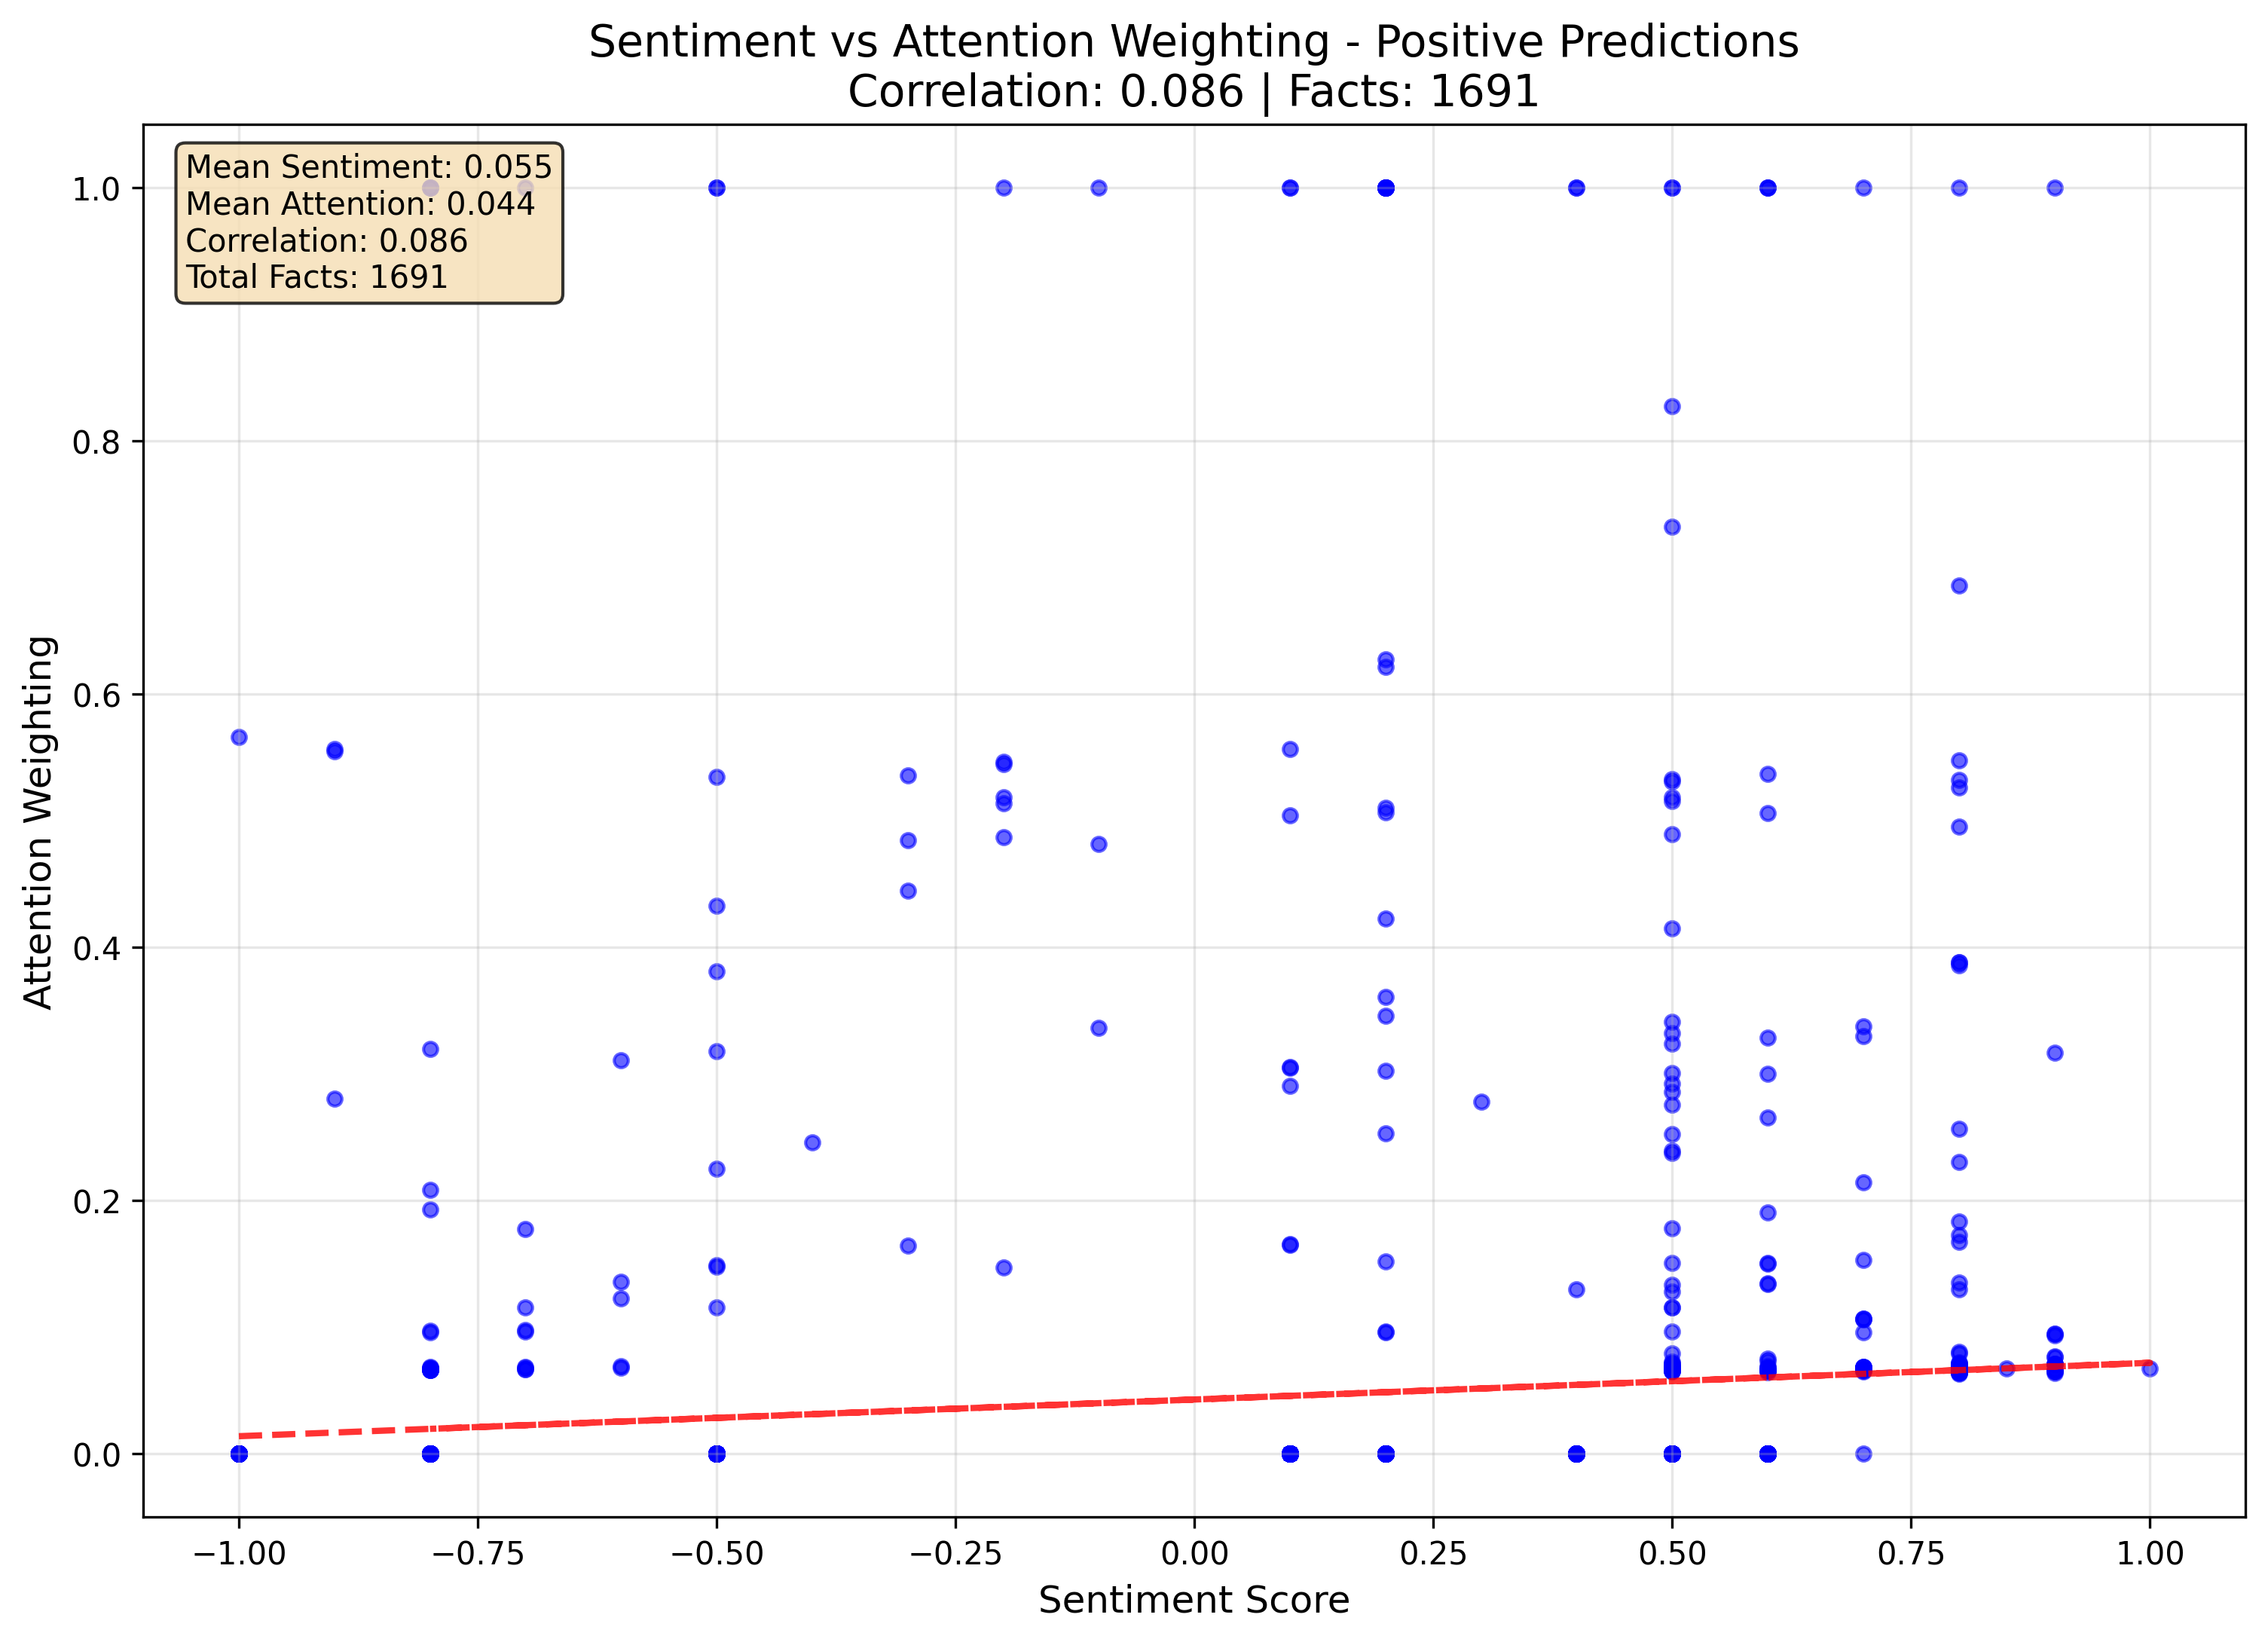 Sentiment vs Attention Weighting - Positive Predictions
Correlation: 0.086 | Facts: 1691
Mean Sentiment: 0.055
Mean Attention: 0.044
Correlation: 0.086
Total Facts: 1691
1.0
0.8
0.6
0.4
0.2
0.0
Attention Weighting
−1.00 −0.75 −0.50 −0.25 0.00 0.25 0.50 0.75 1.00
Sentiment Score